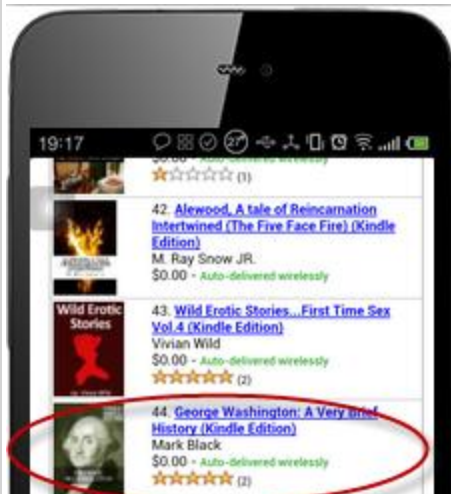 19:17
27°
$0.00 - Auto-delivered wirelessly
(1)
42. Alewood, A tale of Reincarnation
Intertwined (The Five Face Fire) (Kindle
Edition)
M. Ray Snow JR.
$0.00 - Auto-delivered wirelessly
Wild Erotic
Stories
43. Wild Erotic Stories...First Time Sex
Vol.4 (Kindle Edition)
Vivian Wild
$0.00 - Auto-delivered wirelessly
(2)
44. George Washington: A Very Brief
History (Kindle Edition)
Mark Black
$0.00 - Auto-delivered wirelessly
(2)